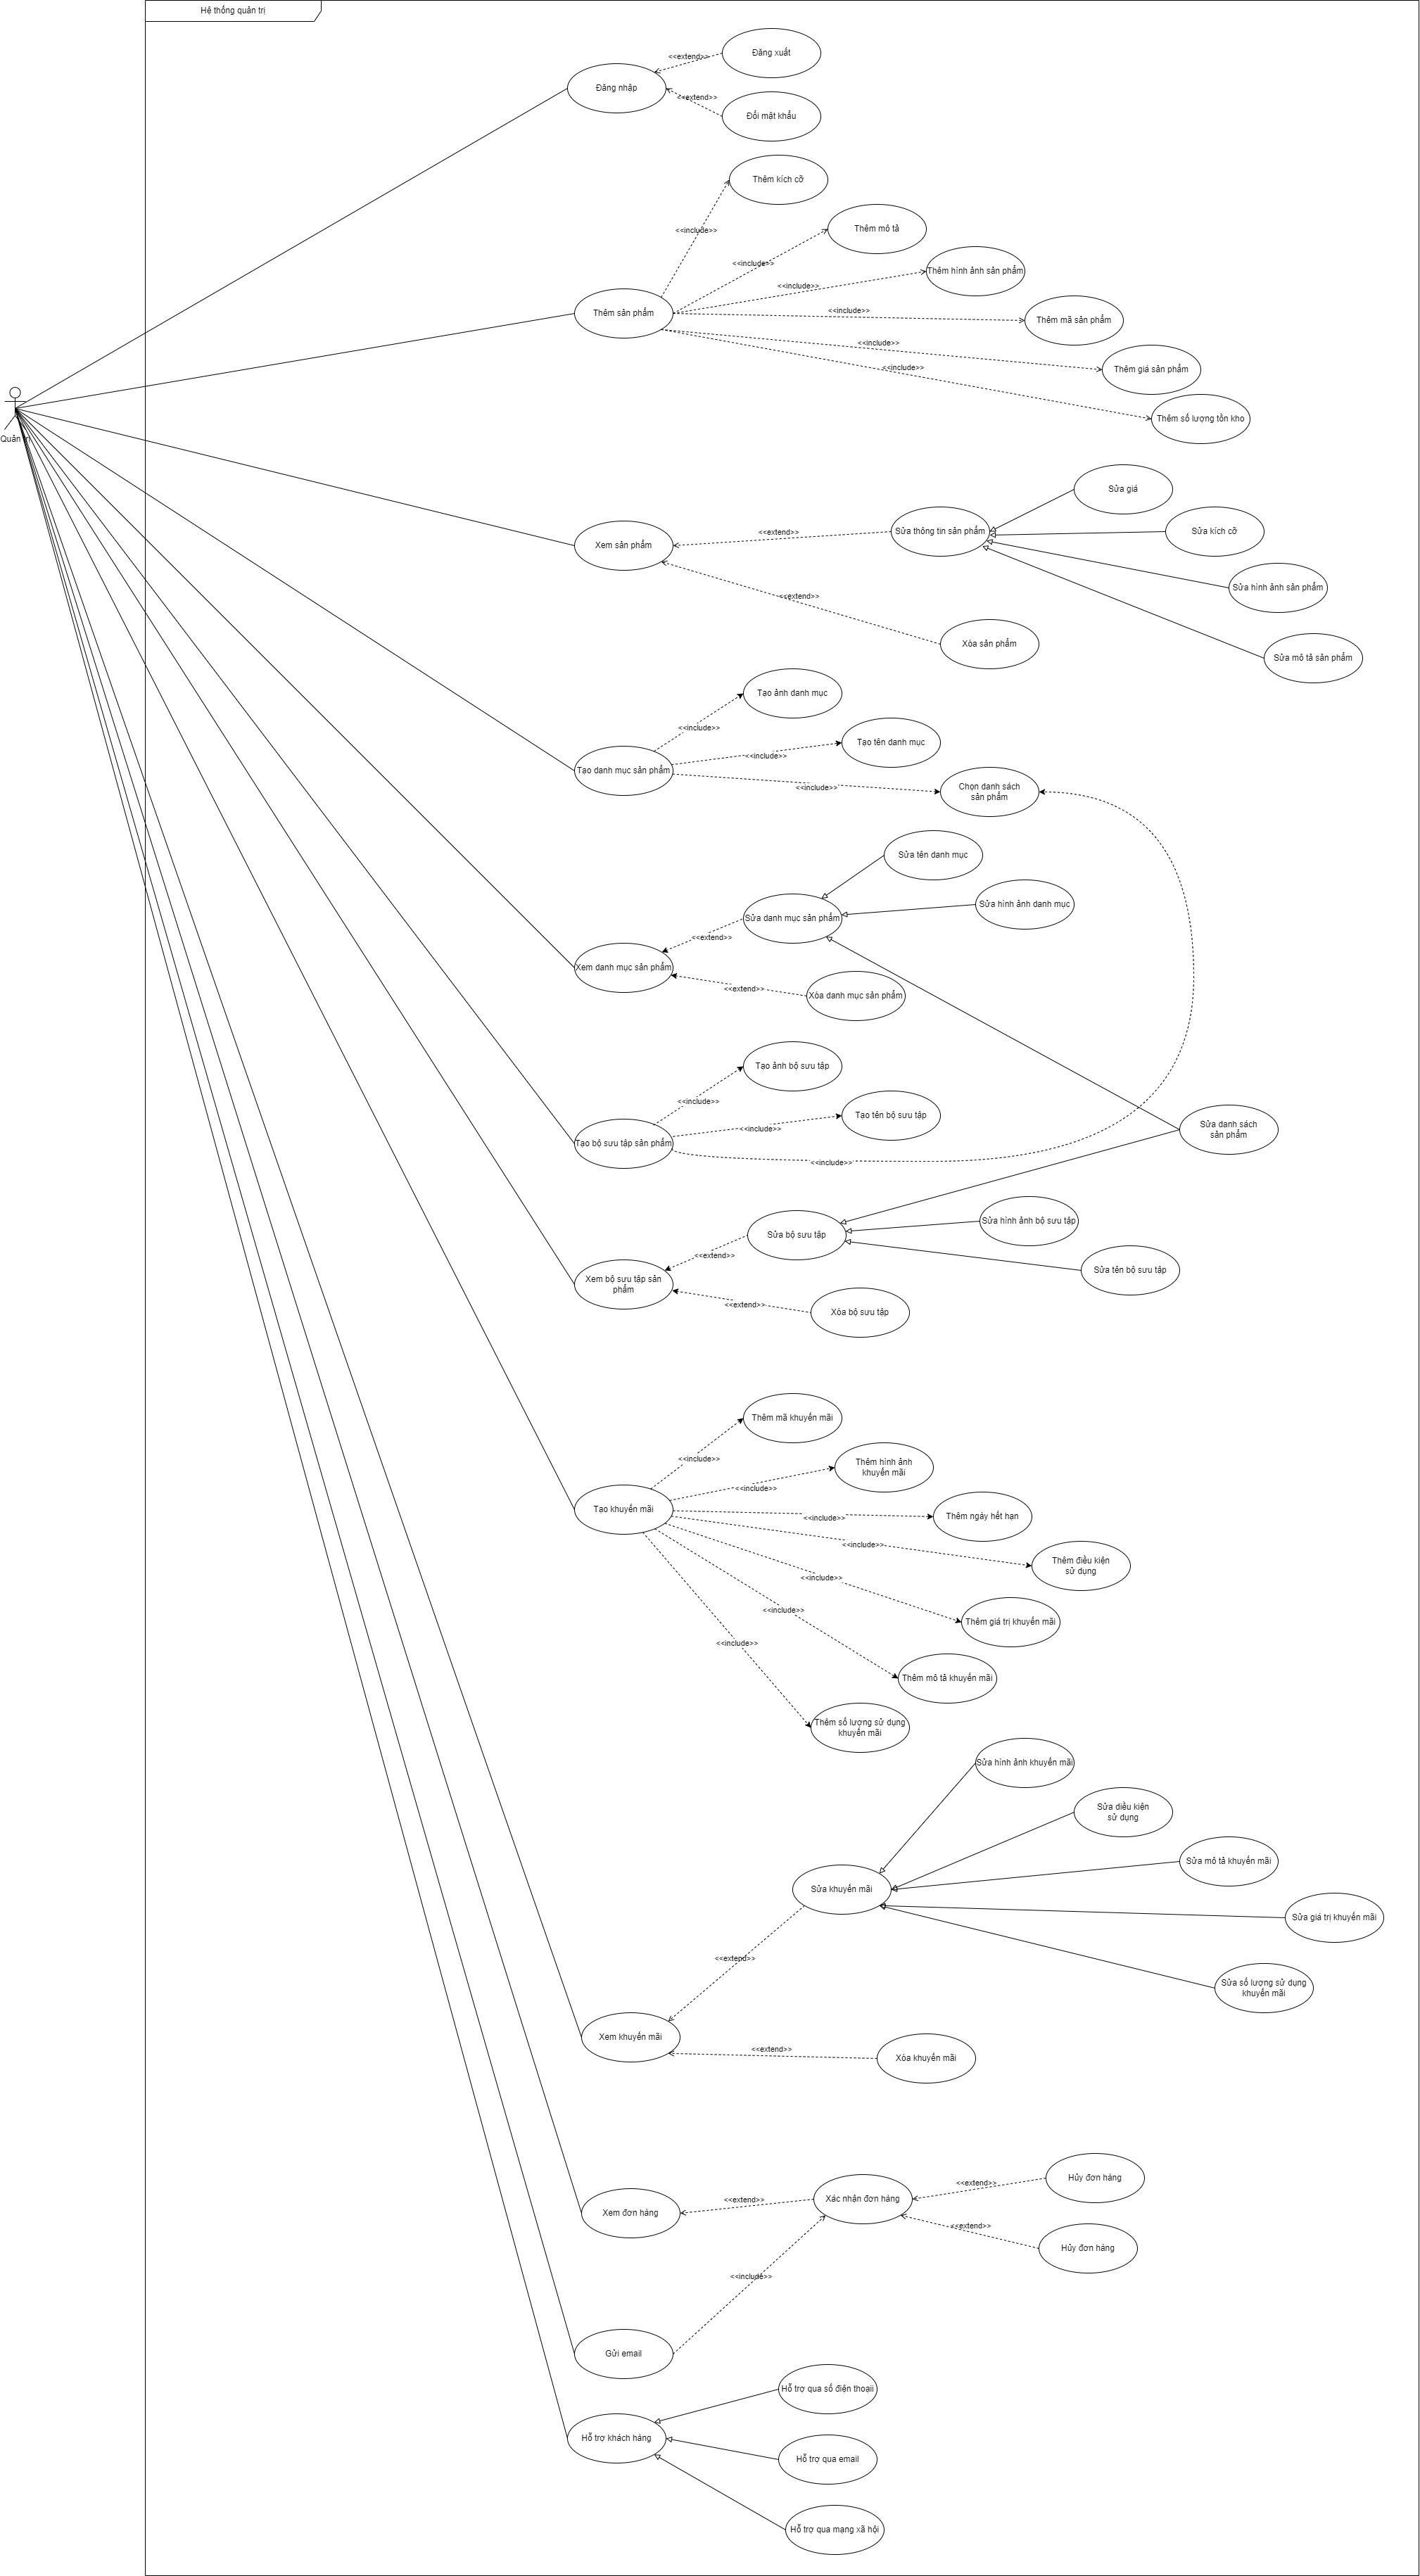 Hệ thống quản trị
Đăng xuất
<<extend>>
Đăng nhập
<<extend>>
Đổi mật khẩu
Thêm kích cỡ
<<include>>
Thêm mô tả
<<include>>
Thêm hình ảnh sản phẩm
<<include>>
Thêm sản phẩm
<<include>>
Thêm mã sản phẩm
<<include>>
Thêm giá sản phẩm
<<include>>
Thêm số lượng tồn kho
Quản trị
Sửa giá
<<extend>>
Sửa thông tin sản phẩm
Sửa kích cỡ
Xem sản phẩm
Sửa hình ảnh sản phẩm
<<extend>>
Xóa sản phẩm
Sửa mô tả sản phẩm
Tạo ảnh danh mục
<<include>>
Tạo tên danh mục
<<include>>
Tạo danh mục sản phẩm
<<include>>
Chọn danh sách
sản phẩm
Sửa tên danh mục
Sửa hình ảnh danh mục
Sửa danh mục sản phẩm
<<extend>>
Xem danh mục sản phẩm
<<extend>>
Xóa danh mục sản phẩm
Tạo ảnh bộ sưu tập
<<include>>
Tạo tên bộ sưu tập
<<include>>
Sửa danh sách
sản phẩm
Tạo bộ sưu tập sản phẩm
<<include>>
Sửa hình ảnh bộ sưu tập
Sửa bộ sưu tập
<<extend>>
Sửa tên bộ sưu tập
Xem bộ sưu tập sản
phẩm
<<extend>>
Xóa bộ sưu tập
Thêm mã khuyến mãi
<<include>>
Thêm hình ảnh
khuyến mãi
<<include>>
Tạo khuyến mãi
<<include>>
Thêm ngày hết hạn
<<include>>
Thêm điều kiện
sử dụng
<<include>>
Thêm giá trị khuyến mãi
<<include>>
Thêm mô tả khuyến mãi
<<include>>
Thêm số lượng sử dụng
khuyến mãi
Sửa hình ảnh khuyến mãi
Sửa diều kiện
sử dụng
Sửa mô tả khuyến mãi
Sửa khuyến mãi
Sửa giá trị khuyến mãi
<<extend>>
Sửa số lượng sử dụng
khuyến mãi
Xem khuyến mãi
<<extend>>
Xóa khuyến mãi
Hủy đơn hàng
<<extend>>
Xác nhận đơn hàng
<<extend>>
Xem đơn hàng
<<extend>>
Hủy đơn hàng
<<include>>
Gửi email
Hỗ trợ qua số điện thoạii
Hỗ trợ khách hàng
Hỗ trợ qua email
Hỗ trợ qua mạng xã hội